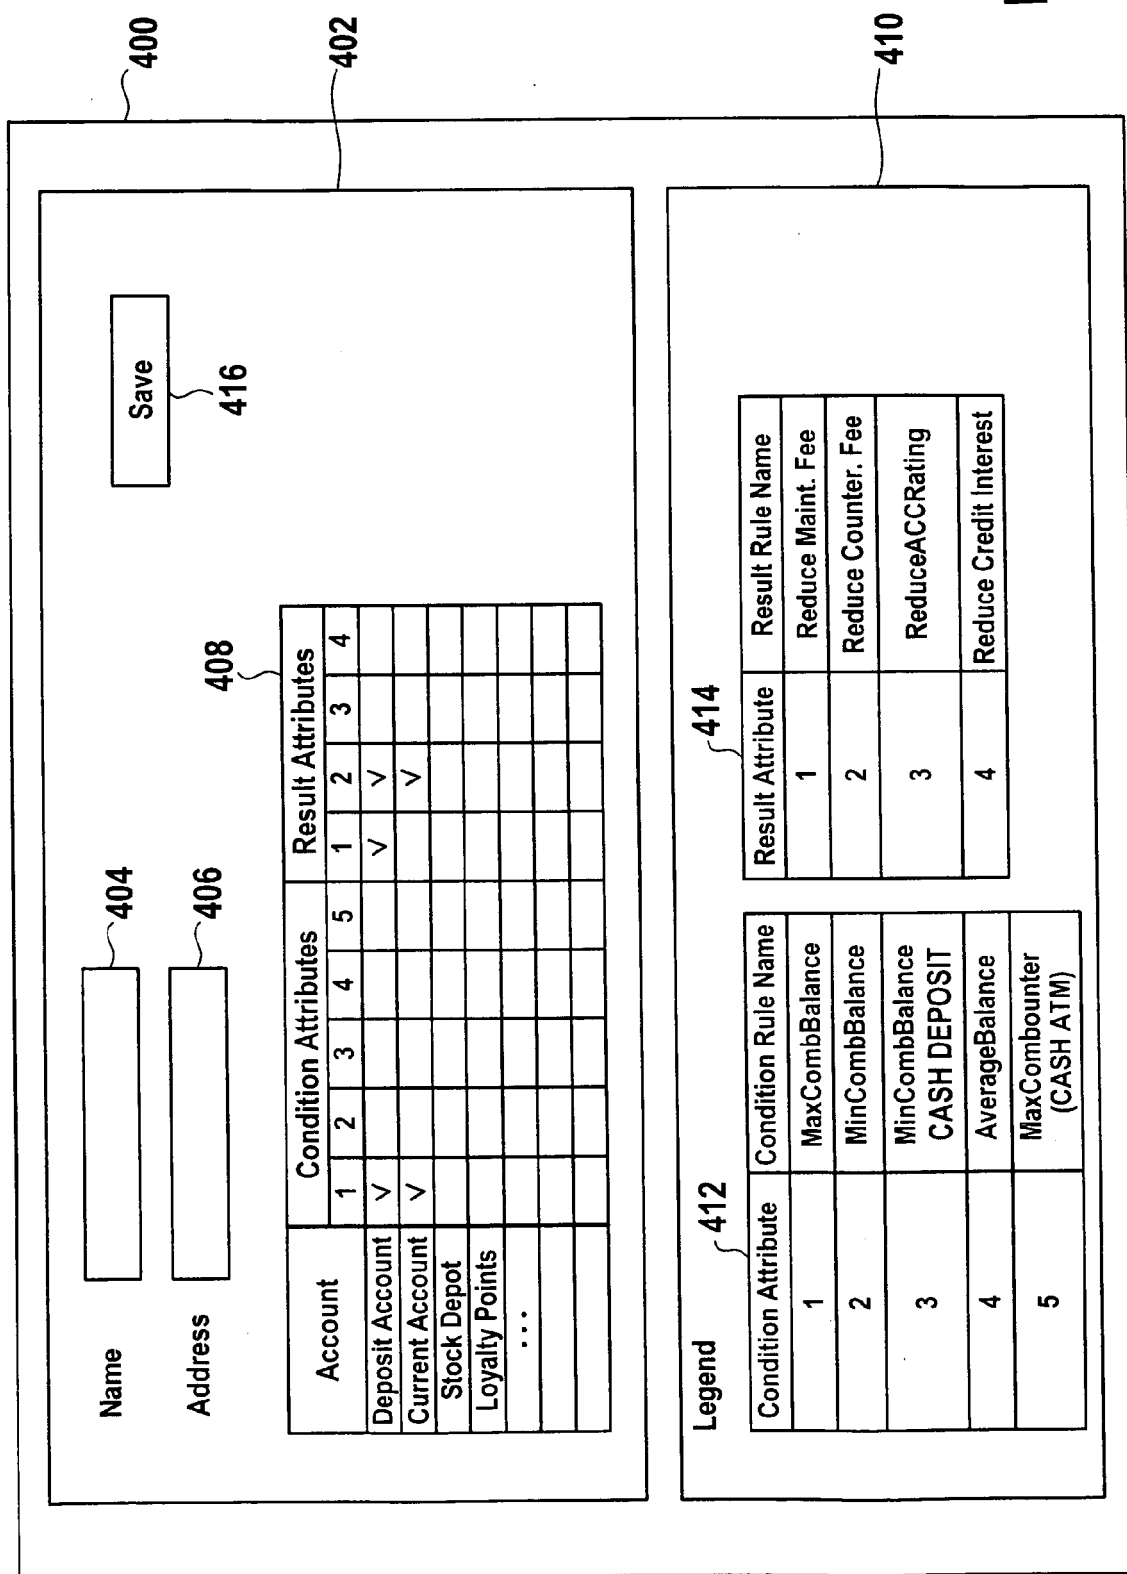 400
402
Name
404
Save
416
Address
406
408
Account Condition Attributes Result Attributes
1 2 3 4 5 1 2 3 4
Deposit Account V V V
Current Account V V
Stock Depot
Loyalty Points
...
410
Legend
412
414
Condition Attribute Condition Rule Name
1 MaxCombBalance
2 MinCombBalance
3 MinCombBalance
CASH DEPOSIT
4 AverageBalance
5 MaxCombounter
(CASH ATM)
Result Attribute Result Rule Name
1 Reduce Maint. Fee
2 Reduce Counter. Fee
3 ReduceACCRating
4 Reduce Credit Interest